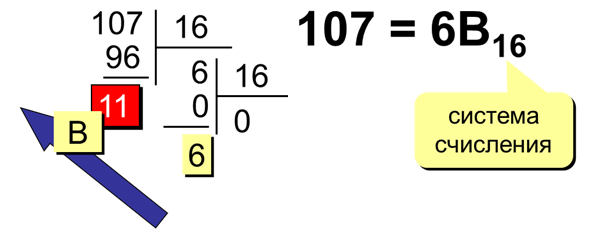 107 16
96 6 16
11 0 0
B 6
107 = 6B₁₆
система
счисления